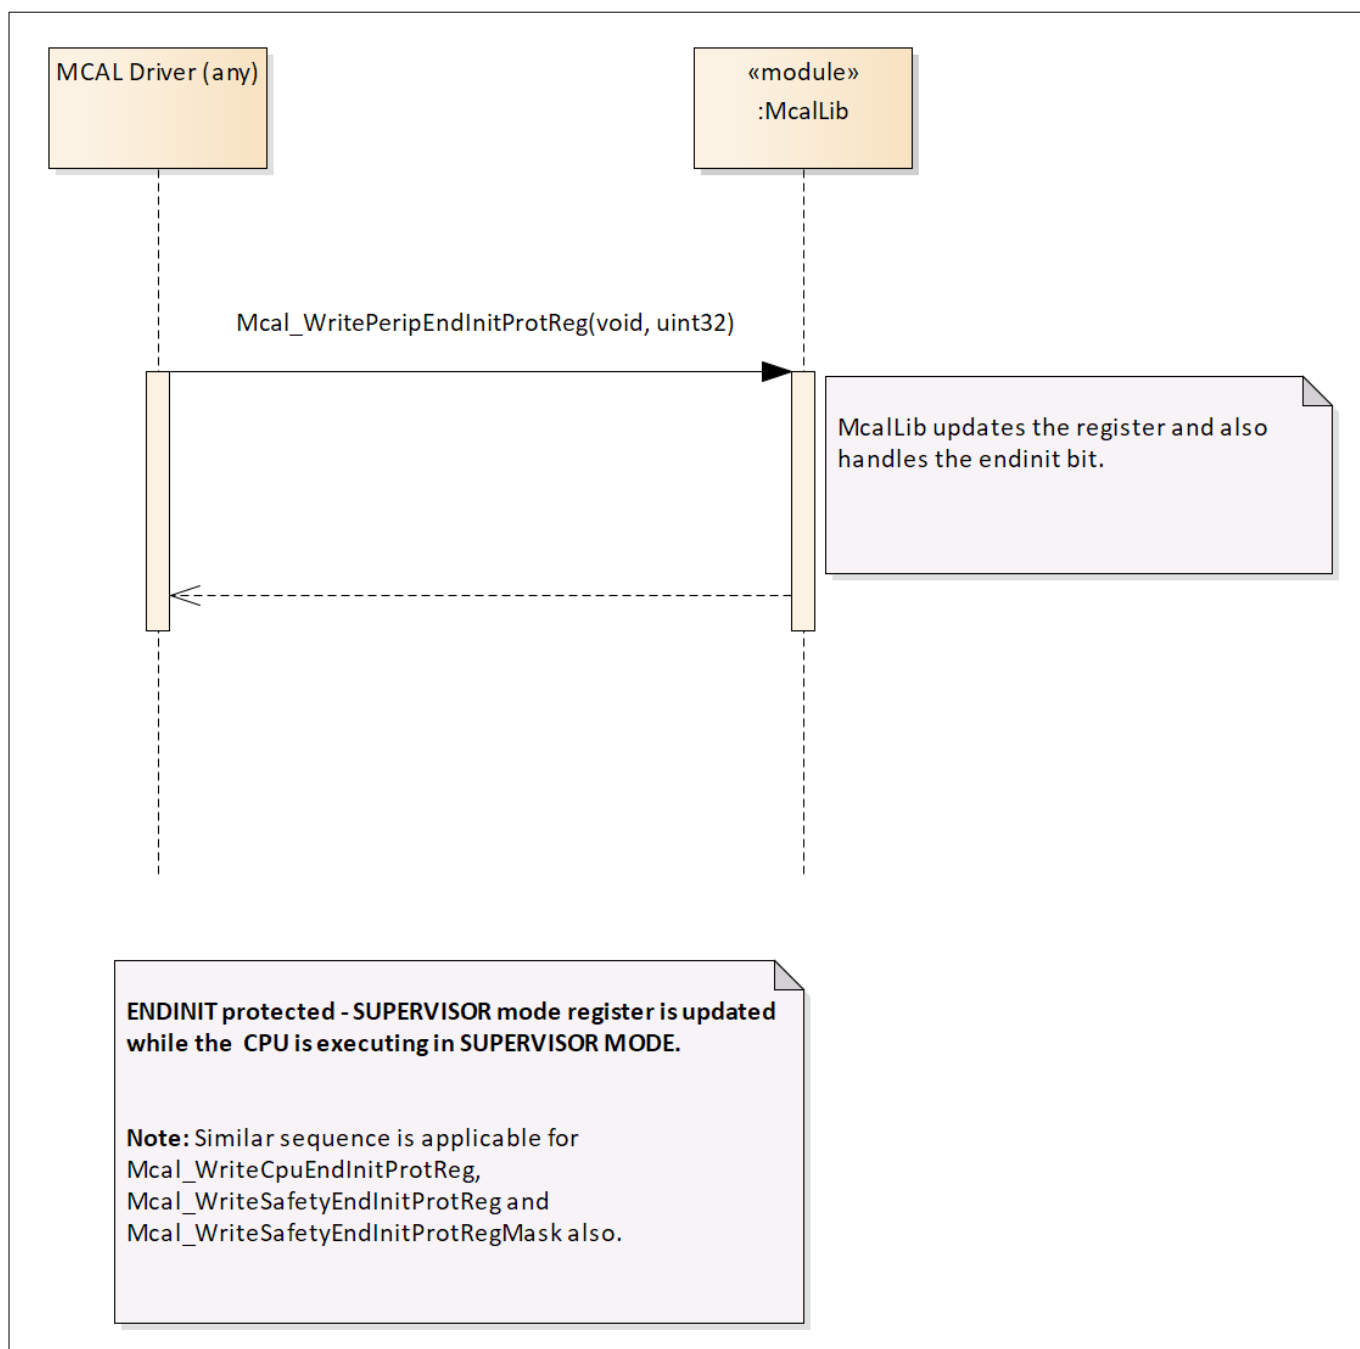 MCAL Driver (any)
«module»
:McalLib
Mcal_WritePeripEndInitProtReg(void, uint32)
McalLib updates the register and also
handles the endinit bit.
ENDINIT protected - SUPERVISOR mode register is updated
while the CPU is executing in SUPERVISOR MODE.
Note: Similar sequence is applicable for
Mcal_WriteCpuEndInitProtReg,
Mcal_WriteSafetyEndInitProtReg and
Mcal_WriteSafetyEndInitProtRegMask also.